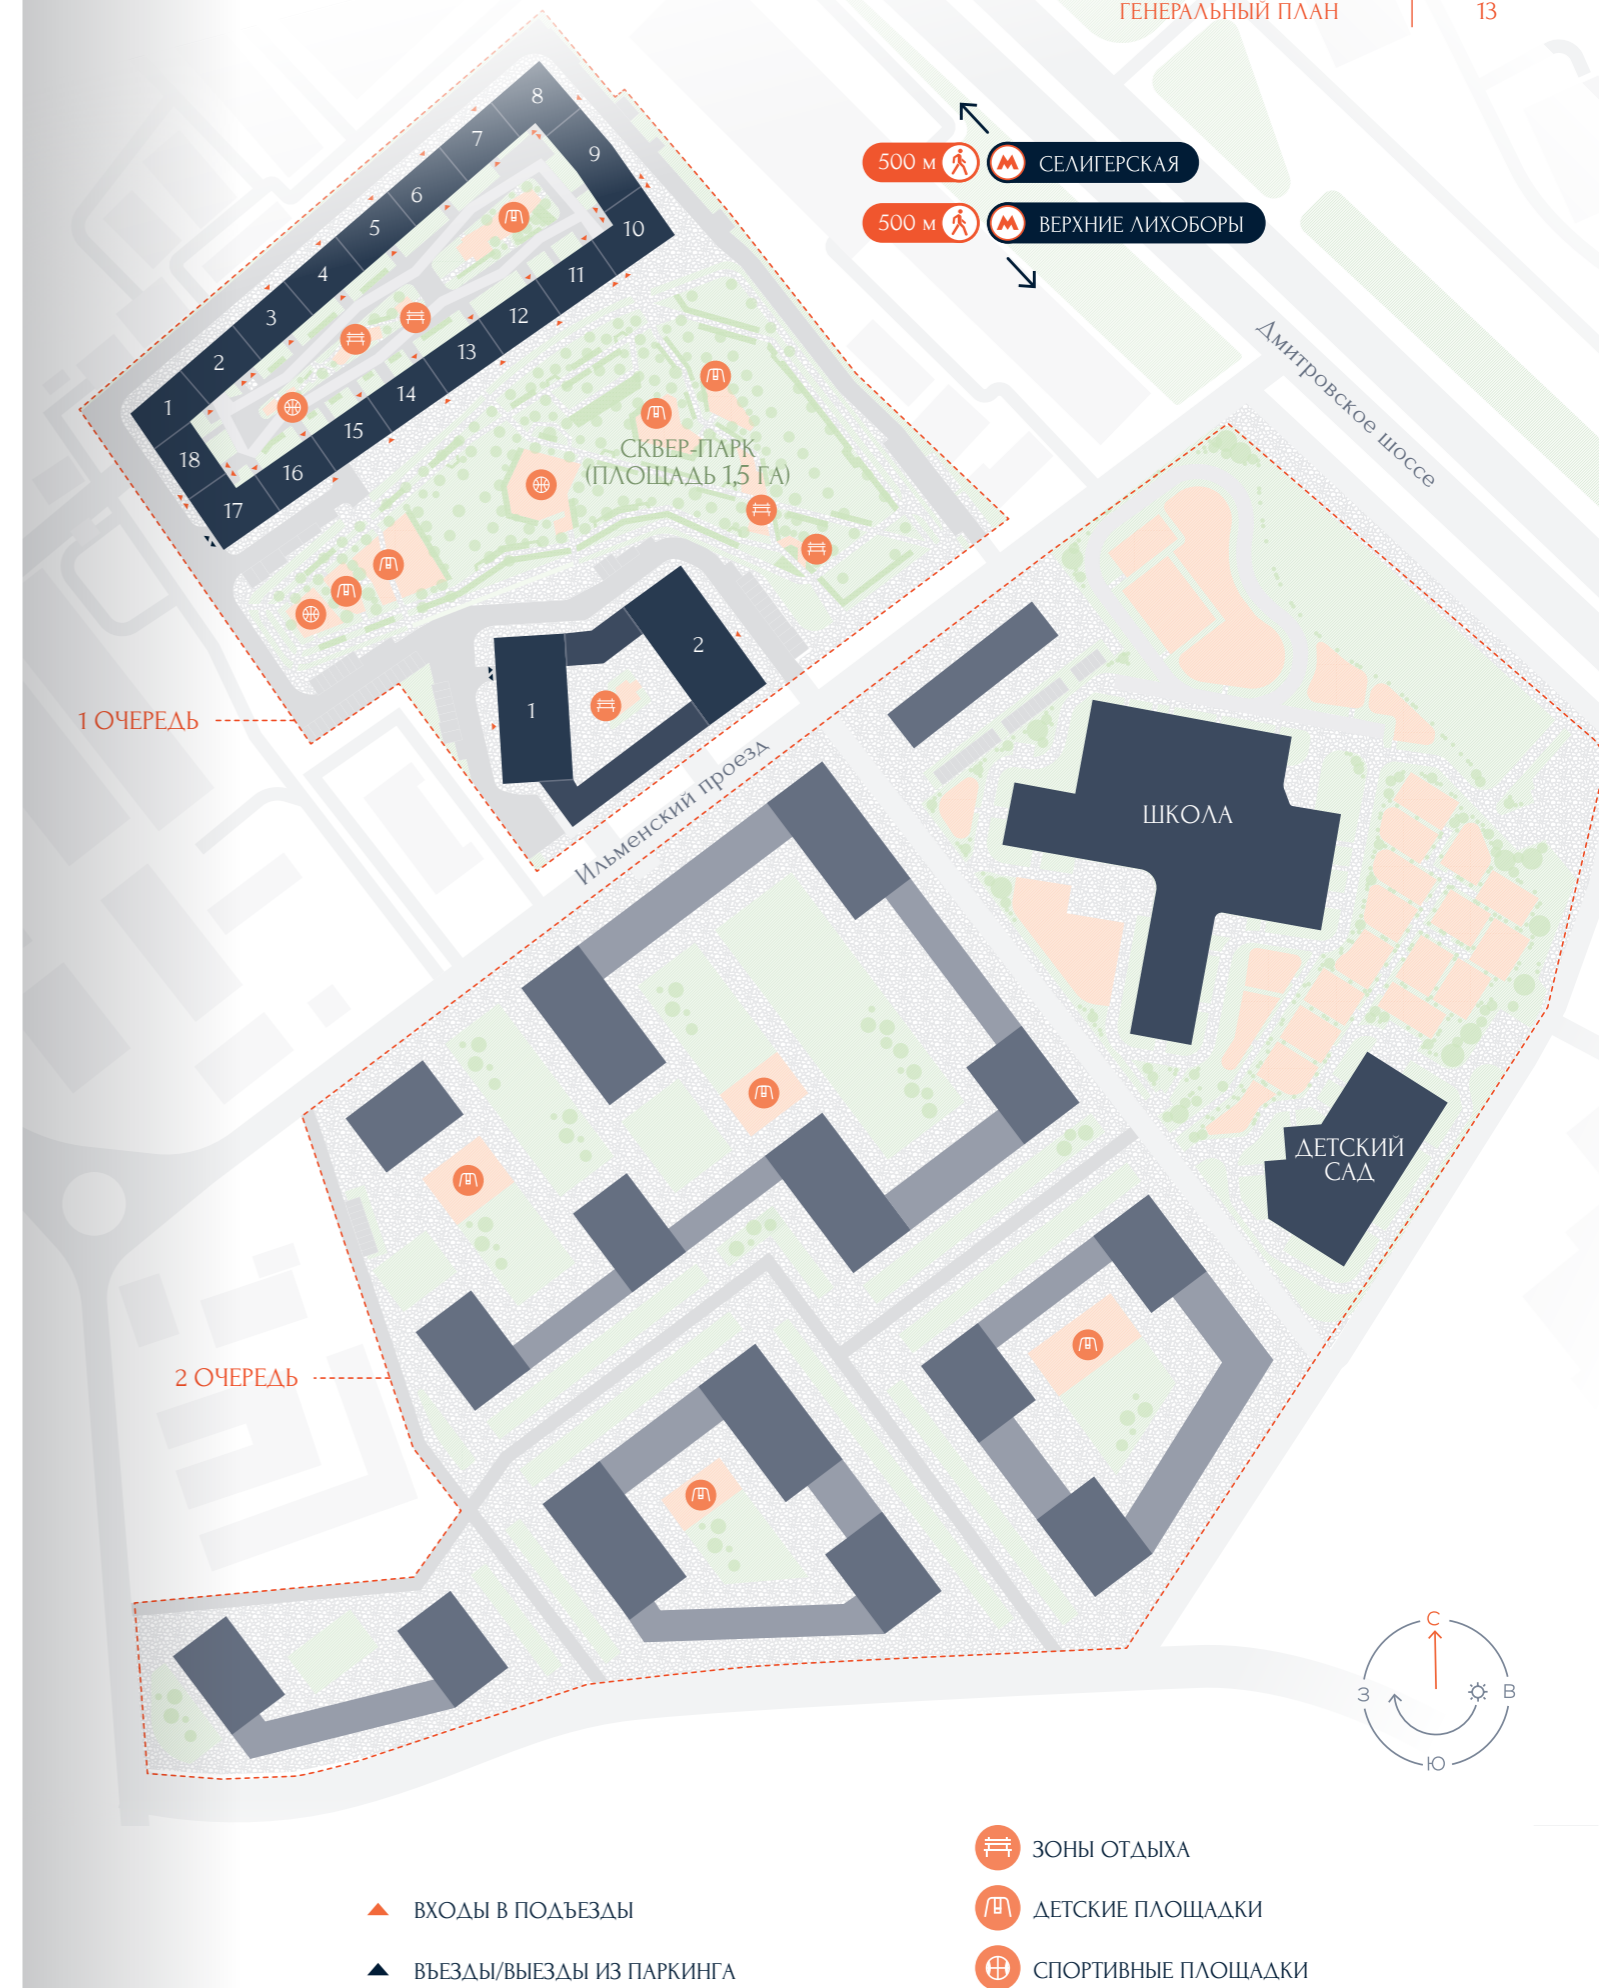 ГЕНЕРАЛЬНЫЙ ПЛАН
13
8
7
9
6
5
10
4
11
3
12
2
13
1
14
15
18
16
17
500 м
СЕЛИГЕРСКАЯ
500 м
ВЕРХНИЕ ЛИХОБОРЫ
Дмитровское шоссе
СКВЕР-ПАРК
(ПЛОЩАДЬ 1,5 ГА)
2
1
1 ОЧЕРЕДЬ
Ильменский проезд
ШКОЛА
ДЕТСКИЙ
САД
2 ОЧЕРЕДЬ
С
З
В
Ю
ВХОДЫ В ПОДЪЕЗДЫ
ВЪЕЗДЫ/ВЫЕЗДЫ ИЗ ПАРКИНГА
ЗОНЫ ОТДЫХА
ДЕТСКИЕ ПЛОЩАДКИ
СПОРТИВНЫЕ ПЛОЩАДКИ